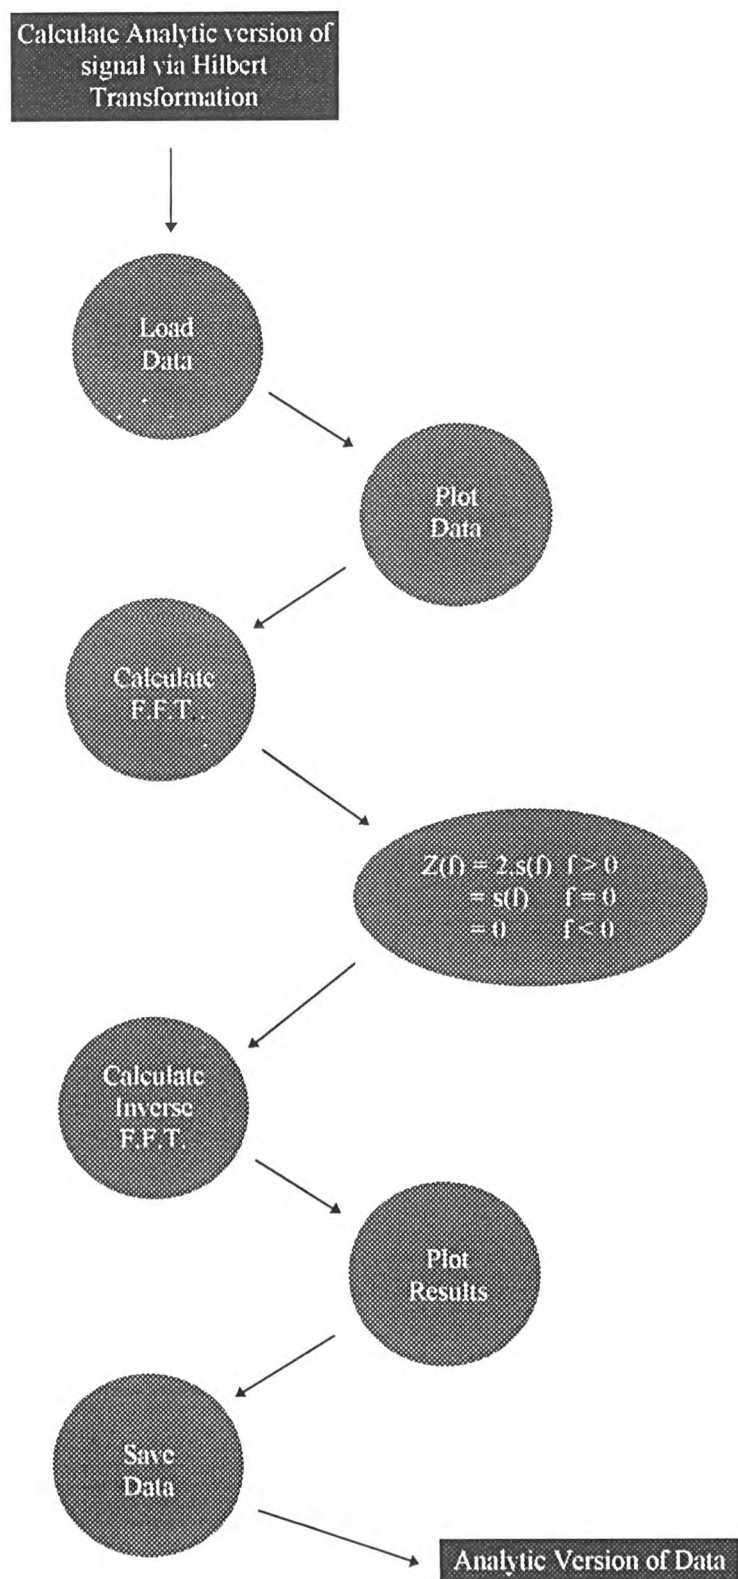 Calculate Analytic version of
signal via Hilbert
Transformation
Load
Data
Plot
Data
Calculate
F.F.T.
Z(f) = 2.s(f) f > 0
= s(f) f = 0
= 0 f < 0
Calculate
Inverse
F.F.T.
Plot
Results
Save
Data
Analytic Version of Data